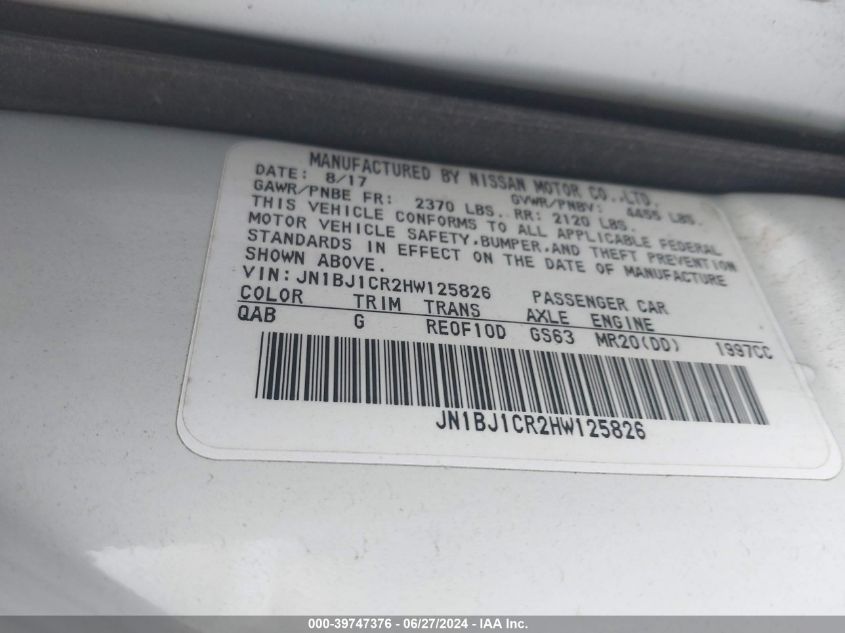 MANUFACTURED BY NISSAN MOTOR CO.,LTD.
DATE: 8/17 GVWR/PNBV: 4455 LBS.
GAWR/PNBE FR: 2370 LBS. RR: 2120 LBS.
THIS VEHICLE CONFORMS TO ALL APPLICABLE FEDERAL
MOTOR VEHICLE SAFETY,BUMPER,AND THEFT PREVENTION
STANDARDS IN EFFECT ON THE DATE OF MANUFACTURE
SHOWN ABOVE.
VIN:JN1BJ1CR2HW125826 PASSENGER CAR
COLOR TRIM TRANS AXLE ENGINE
QAB G RE0F10D GS63 MR20(DD) 1997CC
JN1BJ1CR2HW125826
000-39747376 - 06/27/2024 - IAA Inc.